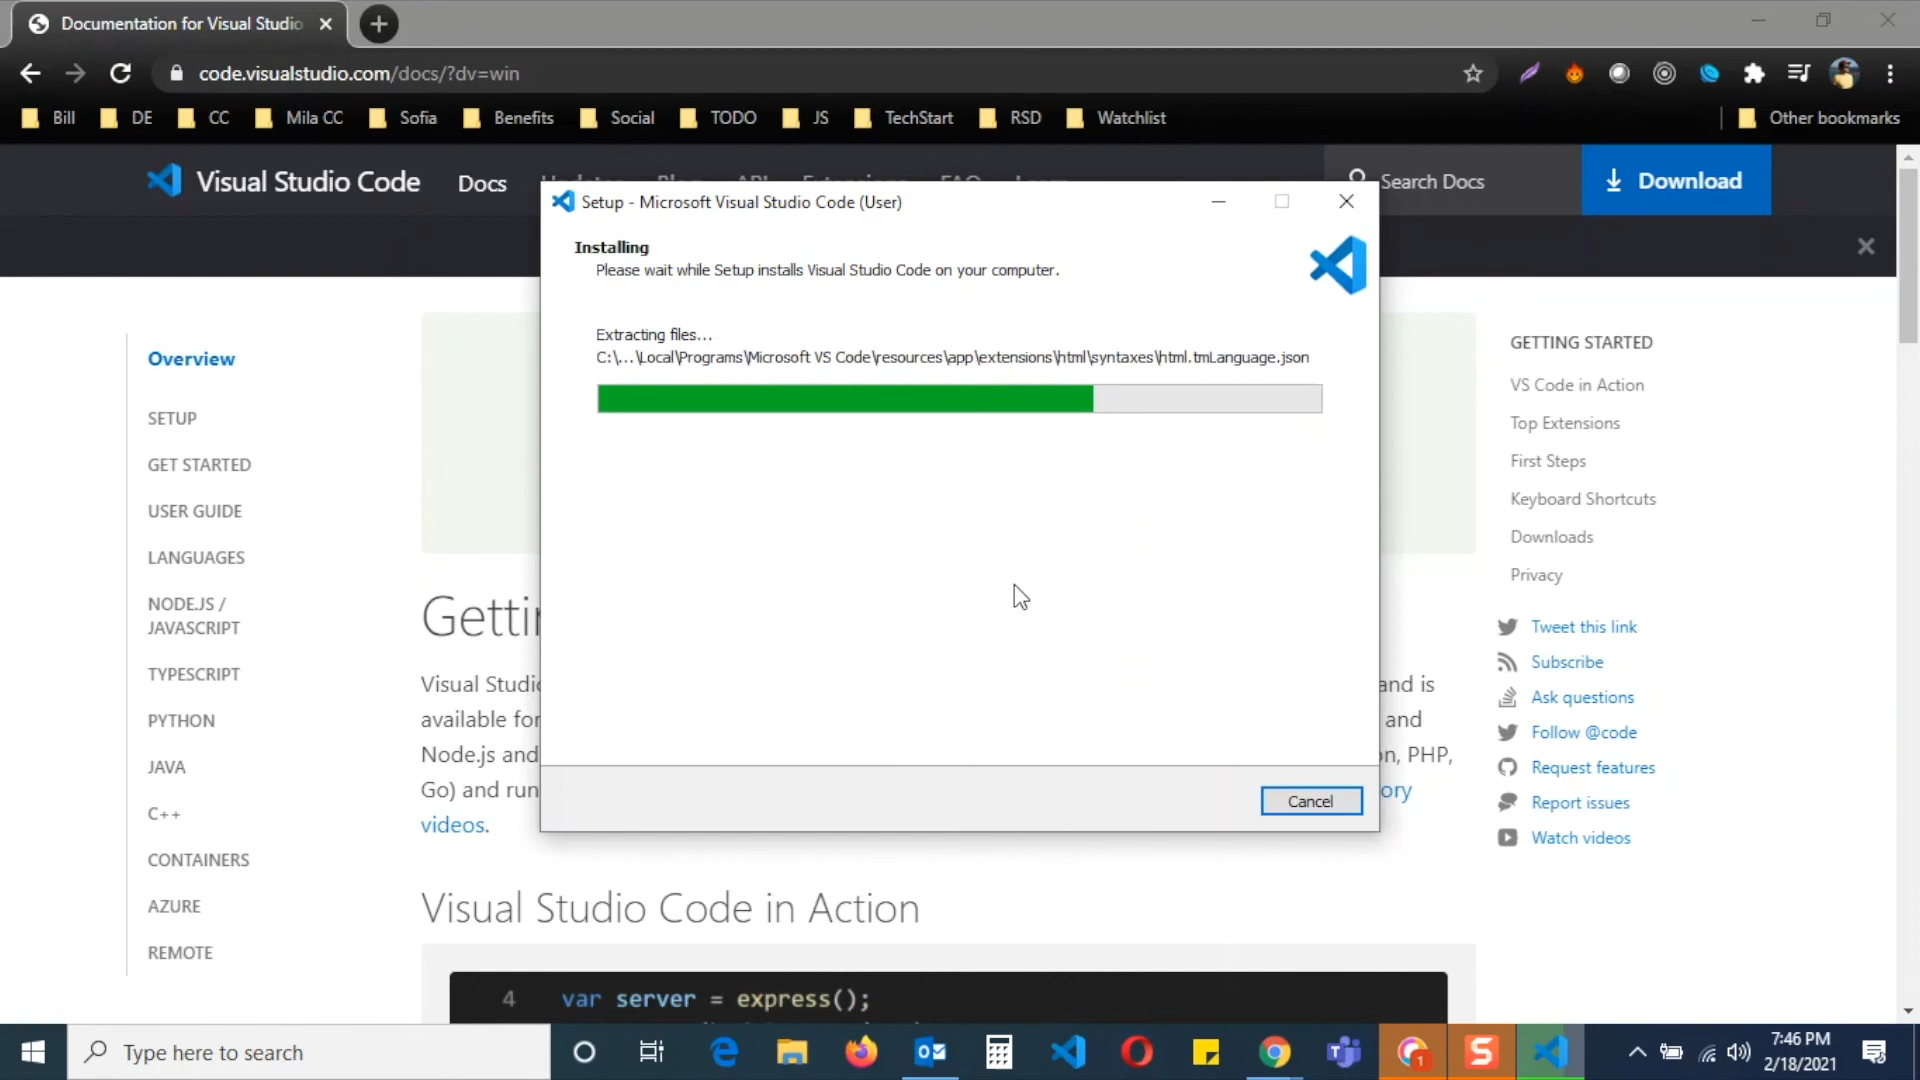 Documentation for Visual Studio
code.visualstudio.com/docs/?dv=win
Bill DE CC Mila CC Sofia Benefits Social TODO JS TechStart RSD Watchlist Other bookmarks
Visual Studio Code Docs Search Docs Download
Setup - Microsoft Visual Studio Code (User)
Installing
Please wait while Setup installs Visual Studio Code on your computer.
Extracting files...
C:\...\Local\Programs\Microsoft VS Code\resources\app\extensions\html\syntaxes\html.tmLanguage.json
Cancel
Overview
SETUP
GET STARTED
USER GUIDE
LANGUAGES
NODE.JS /
JAVASCRIPT
TYPESCRIPT
PYTHON
JAVA
C++
CONTAINERS
AZURE
REMOTE
Visual and is
available for and
Node.js and PHP,
Go) and run
videos.
Visual Studio Code in Action
4 var server = express();
GETTING STARTED
VS Code in Action
Top Extensions
First Steps
Keyboard Shortcuts
Downloads
Privacy
Tweet this link
Subscribe
Ask questions
Follow @code
Request features
Report issues
Watch videos
Type here to search
1
7:46 PM
2/18/2021